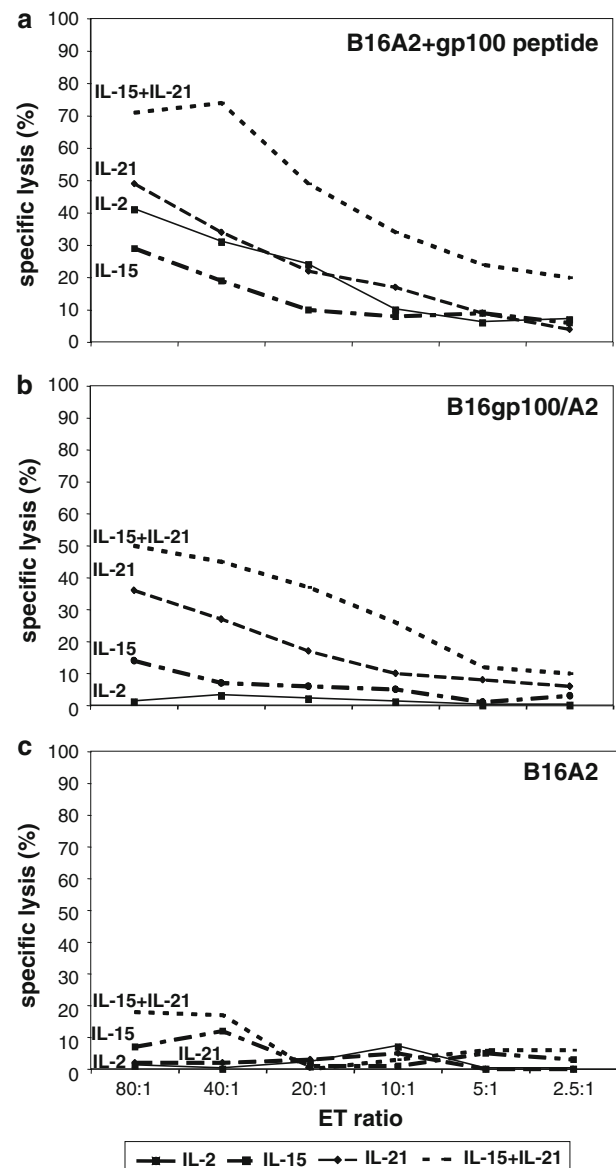 a
B16A2+gp100 peptide
specific lysis (%)
100
90
80
70
60
50
40
30
20
10
0
IL-15+IL-21
IL-21
IL-2
IL-15
b
B16gp100/A2
specific lysis (%)
100
90
80
70
60
50
40
30
20
10
0
IL-15+IL-21
IL-21
IL-15
IL-2
c
B16A2
specific lysis (%)
100
90
80
70
60
50
40
30
20
10
0
IL-15+IL-21
IL-15
IL-21
IL-2
80:1 40:1 20:1 10:1 5:1 2.5:1
ET ratio
IL-2 IL-15 IL-21 IL-15+IL-21